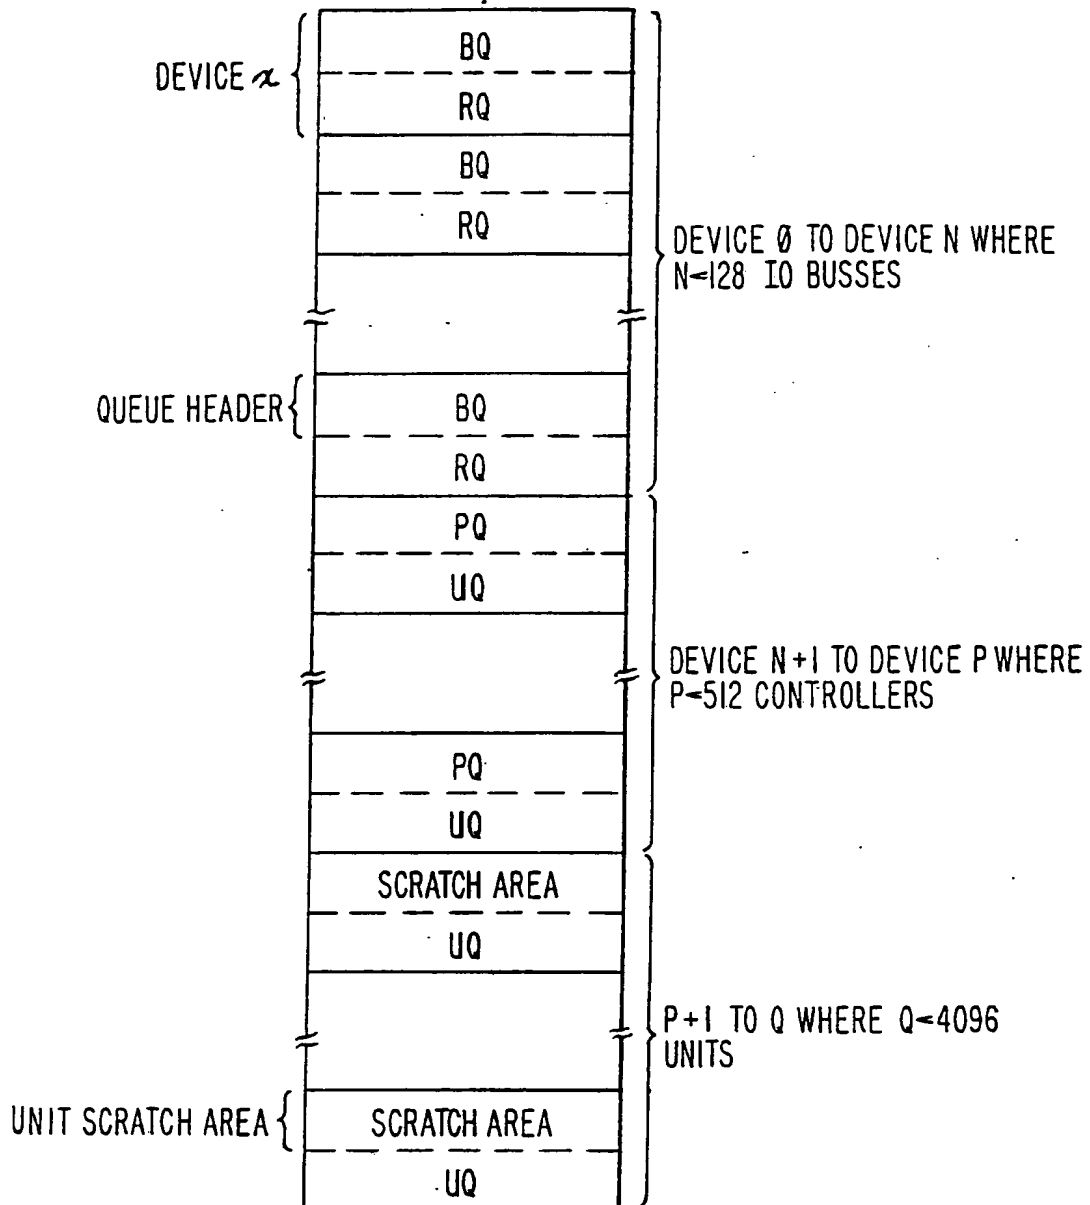 BQ
DEVICE x
RQ
BQ
RQ
DEVICE Ø TO DEVICE N WHERE
N<128 IO BUSSES
QUEUE HEADER
BQ
RQ
PQ
UQ
DEVICE N+1 TO DEVICE P WHERE
P<512 CONTROLLERS
PQ
UQ
SCRATCH AREA
UQ
P+1 TO Q WHERE Q<4096
UNITS
UNIT SCRATCH AREA
SCRATCH AREA
UQ